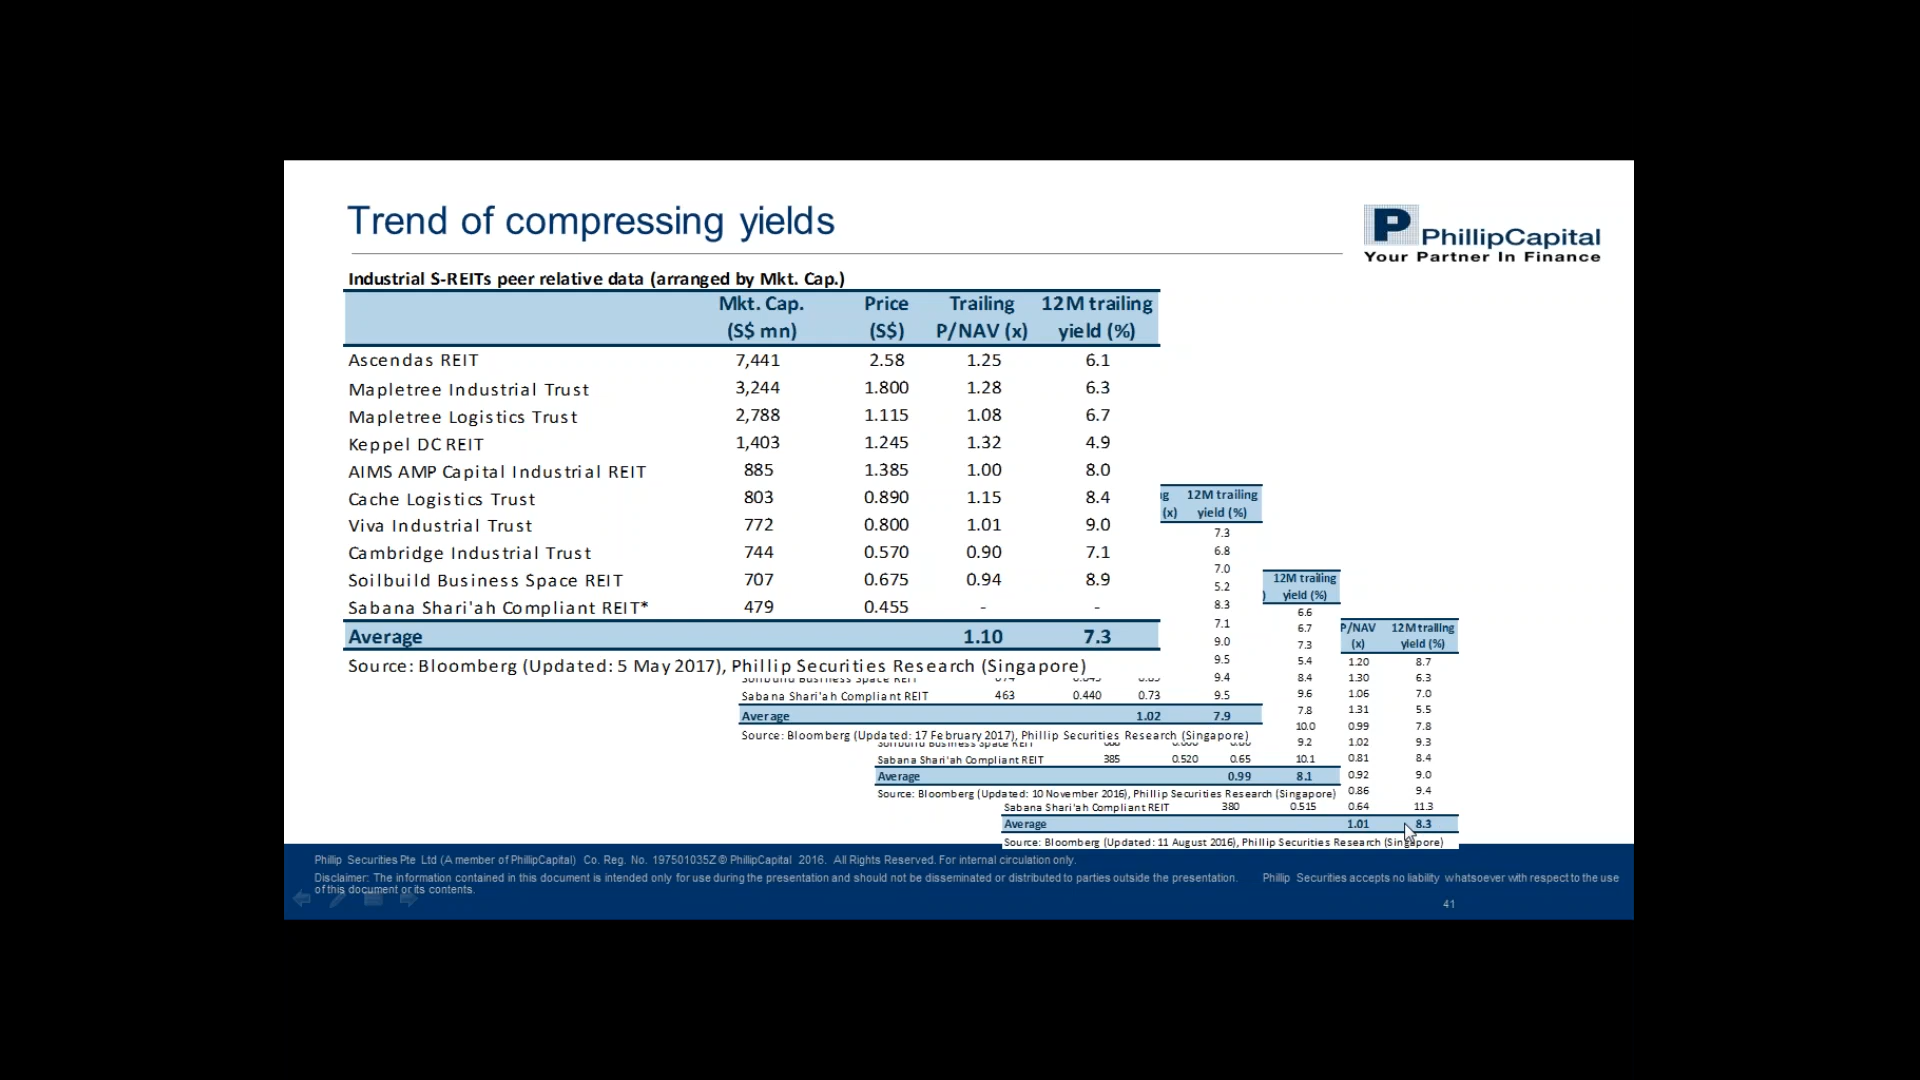 Trend of compressing yields
P PhillipCapital
Your Partner In Finance
Industrial S-REITs peer relative data (arranged by Mkt. Cap.)
Mkt. Cap. Price Trailing 12M trailing
(S$ mn) (S$) P/NAV (x) yield (%)
Ascendas REIT 7,441 2.58 1.25 6.1
Mapletree Industrial Trust 3,244 1.800 1.28 6.3
Mapletree Logistics Trust 2,788 1.115 1.08 6.7
Keppel DC REIT 1,403 1.245 1.32 4.9
AIMS AMP Capital Industrial REIT 885 1.385 1.00 8.0
Cache Logistics Trust 803 0.890 1.15 8.4
Viva Industrial Trust 772 0.800 1.01 9.0
Cambridge Industrial Trust 744 0.570 0.90 7.1
Soilbuild Business Space REIT 707 0.675 0.94 8.9
Sabana Shari'ah Compliant REIT* 479 0.455 - -
Average 1.10 7.3
Source: Bloomberg (Updated: 5 May 2017), Phillip Securities Research (Singapore)
12M trailing
(x) yield (%)
7.3
6.8
7.0
5.2
8.3
7.1
9.0
9.5
9.4
Sabana Shari'ah Compliant REIT 463 0.440 0.73 9.5
Average 1.02 7.9
Source: Bloomberg (Updated: 17 February 2017), Phillip Securities Research (Singapore)
12M trailing
) yield (%)
6.6
6.7
7.3
5.4
8.4
9.6
7.8
10.0
9.2
Sabana Shari'ah Compliant REIT 385 0.520 0.65 10.1
Average 0.99 8.1
Source: Bloomberg (Updated: 10 November 2016), Phillip Securities Research (Singapore)
P/NAV 12M trailing
(x) yield (%)
1.20 8.7
1.30 6.3
1.06 7.0
1.31 5.5
0.99 7.8
1.02 9.3
0.81 8.4
0.92 9.0
0.86 9.4
Sabana Shari'ah Compliant REIT 380 0.515 0.64 11.3
Average 1.01 8.3
Source: Bloomberg (Updated: 11 August 2016), Phillip Securities Research (Singapore)
Phillip Securities Pte Ltd (A member of PhillipCapital) Co. Reg. No. 197501035Z © PhillipCapital 2016. All Rights Reserved. For internal circulation only.
Disclaimer: The information contained in this document is intended only for use during the presentation and should not be disseminated or distributed to parties outside the presentation. Phillip Securities accepts no liability whatsoever with respect to the use
of this document or its contents.
41